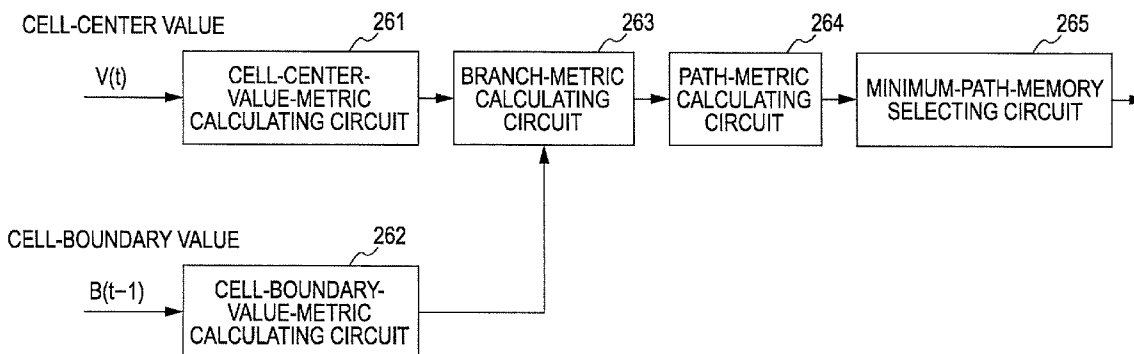 CELL-CENTER VALUE
V(t)
261
CELL-CENTER-
VALUE-METRIC
CALCULATING CIRCUIT
263
BRANCH-METRIC
CALCULATING
CIRCUIT
264
PATH-METRIC
CALCULATING
CIRCUIT
265
MINIMUM-PATH-MEMORY
SELECTING CIRCUIT
CELL-BOUNDARY VALUE
B(t−1)
262
CELL-BOUNDARY-
VALUE-METRIC
CALCULATING CIRCUIT